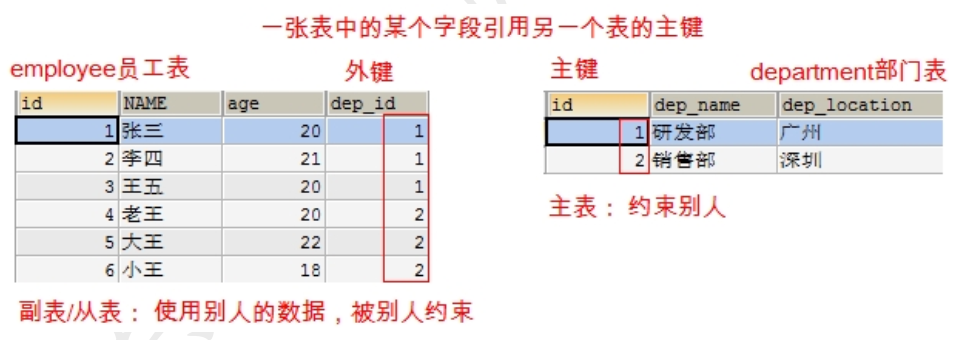 一张表中的某个字段引用另一个表的主键
employee员工表 外键 主键 department部门表
id NAME age dep_id
1 张三 20 1
2 李四 21 1
3 王五 20 1
4 老王 20 2
5 大王 22 2
6 小王 18 2
副表/从表： 使用别人的数据，被别人约束
id dep_name dep_location
1 研发部 广州
2 销售部 深圳
主表： 约束别人